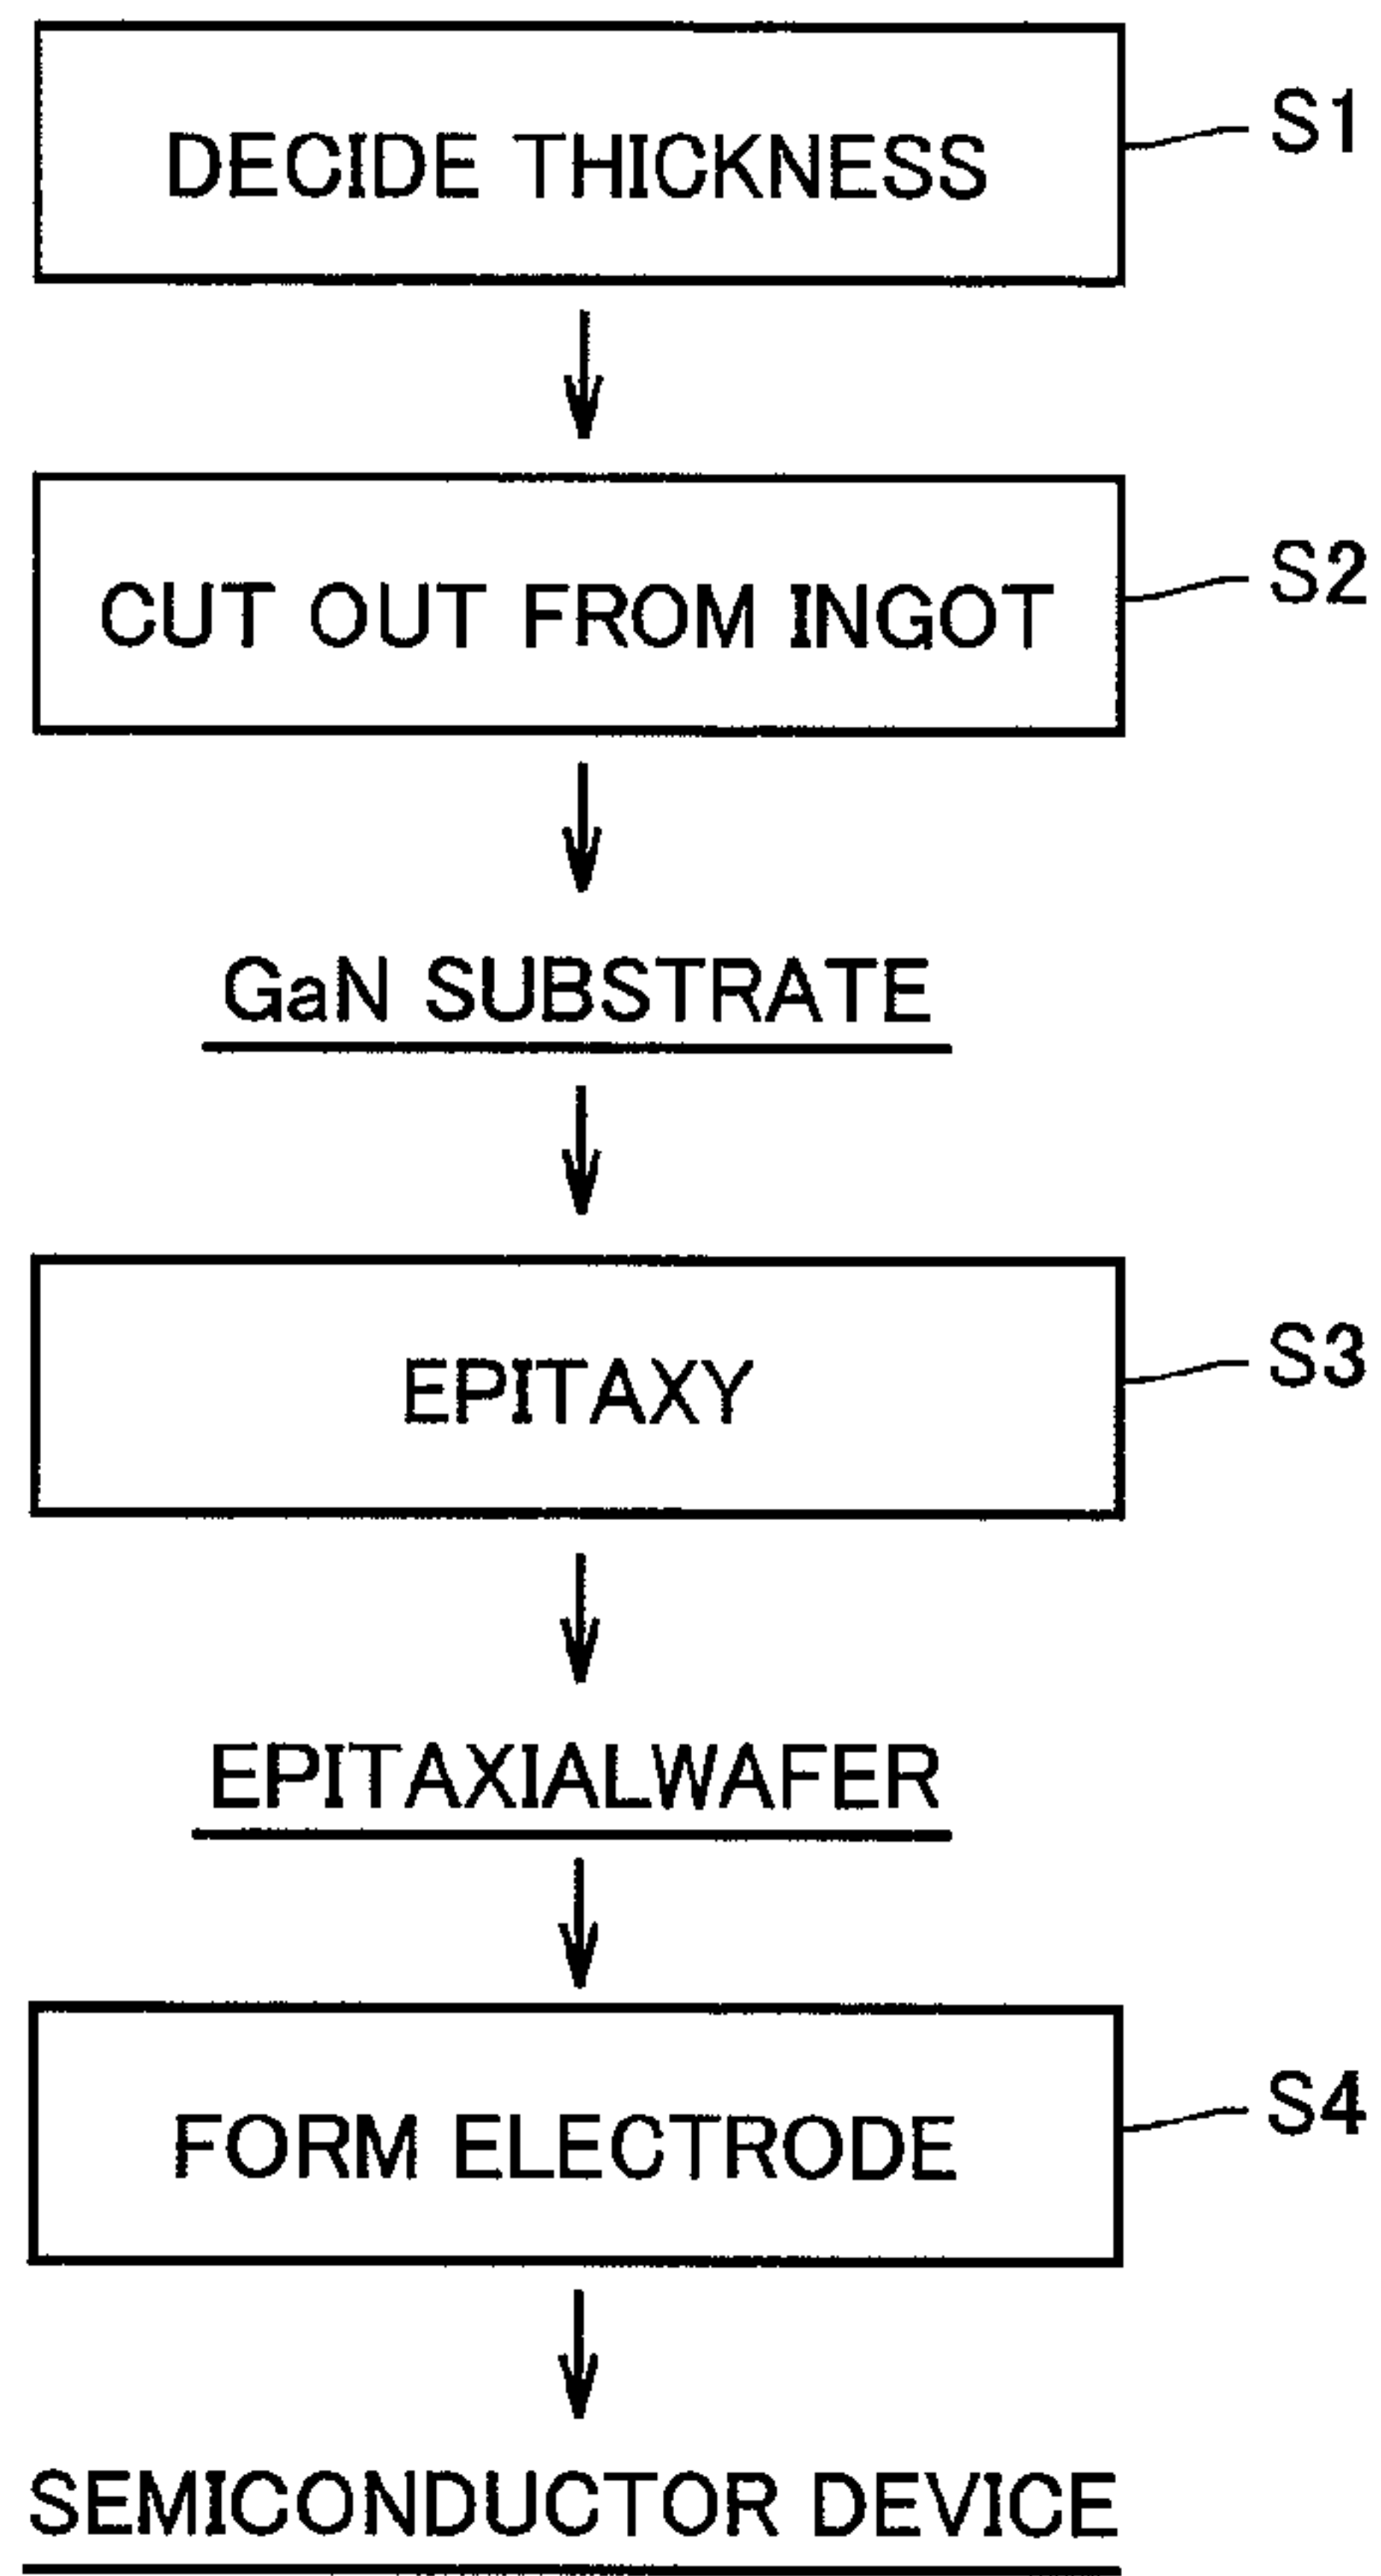 DECIDE THICKNESS S1
CUT OUT FROM INGOT S2
GaN SUBSTRATE
EPITAXY S3
EPITAXIALWAFER
FORM ELECTRODE S4
SEMICONDUCTOR DEVICE